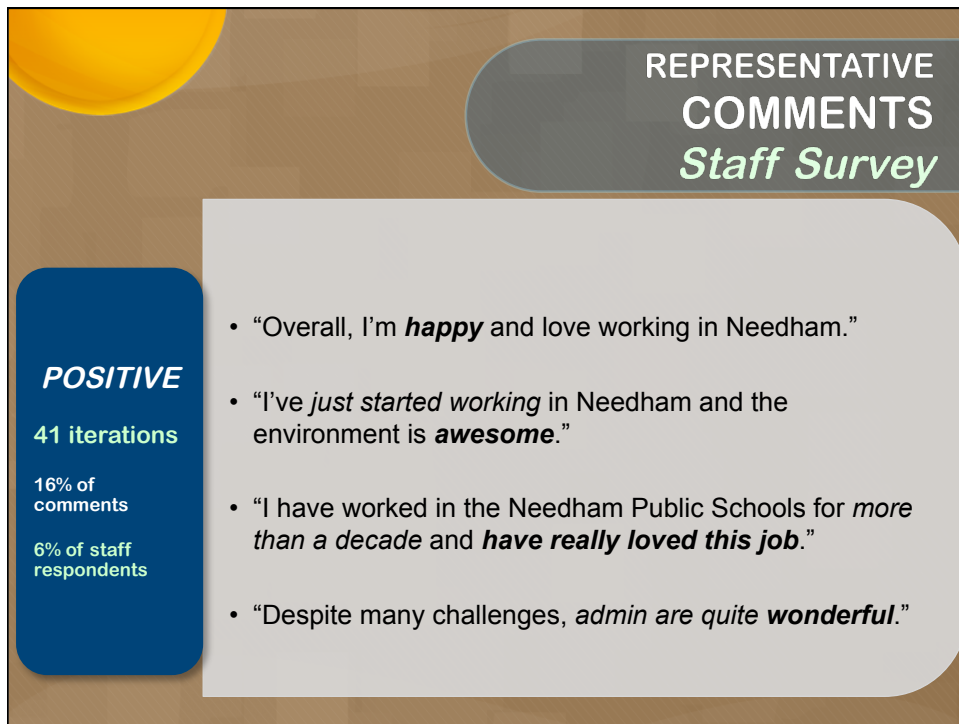 REPRESENTATIVE
COMMENTS
Staff Survey
POSITIVE
41 iterations
16% of
comments
6% of staff
respondents
• “Overall, I’m happy and love working in Needham.”
• “I’ve just started working in Needham and the
environment is awesome.”
• “I have worked in the Needham Public Schools for more
than a decade and have really loved this job.”
• “Despite many challenges, admin are quite wonderful.”